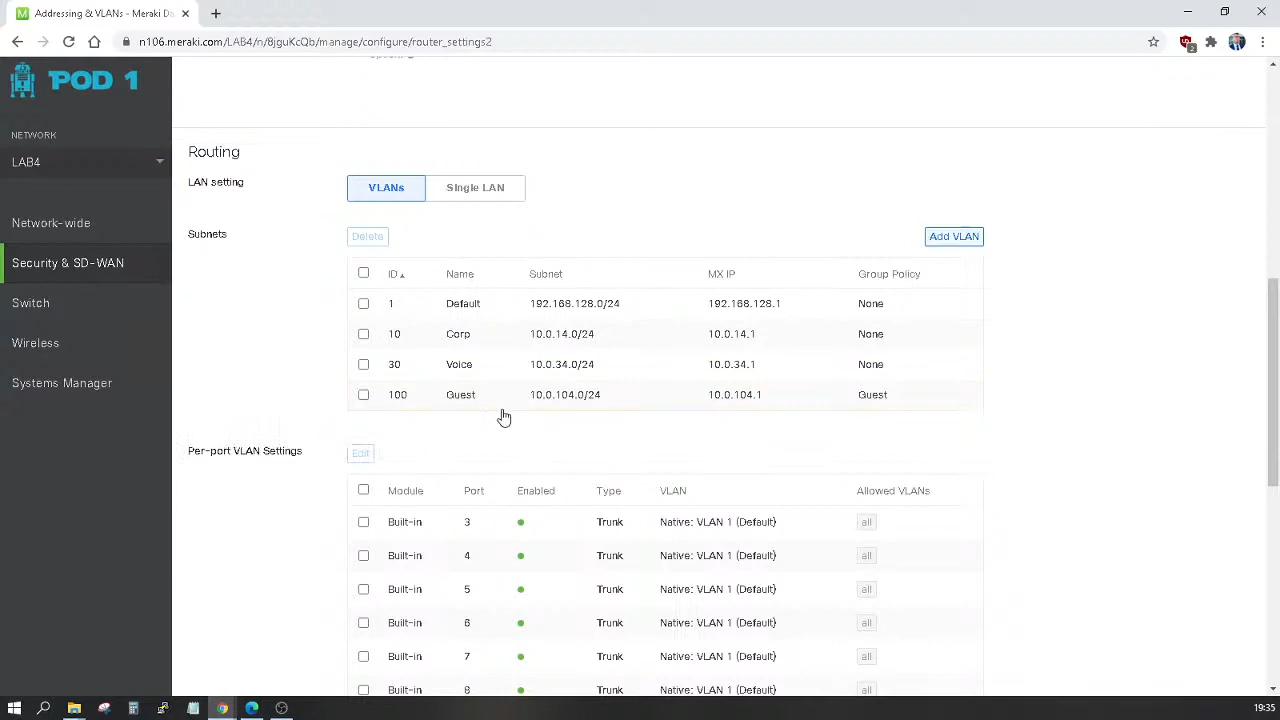 Addressing & VLANs - Meraki Da
n106.meraki.com/LAB4/n/8jguKcQb/manage/configure/router_settings2
2
POD 1
NETWORK
LAB4
Network-wide
Security & SD-WAN
Switch
Wireless
Systems Manager
Routing
LAN setting
VLANs
Single LAN
Subnets
Delete
Add VLAN
ID Name Subnet MX IP Group Policy
1 Default 192.168.128.0/24 192.168.128.1 None
10 Corp 10.0.14.0/24 10.0.14.1 None
30 Voice 10.0.34.0/24 10.0.34.1 None
100 Guest 10.0.104.0/24 10.0.104.1 Guest
Per-port VLAN Settings
Edit
Module Port Enabled Type VLAN Allowed VLANs
Built-in 3 Trunk Native: VLAN 1 (Default) all
Built-in 4 Trunk Native: VLAN 1 (Default) all
Built-in 5 Trunk Native: VLAN 1 (Default) all
Built-in 6 Trunk Native: VLAN 1 (Default) all
Built-in 7 Trunk Native: VLAN 1 (Default) all
Built-in 8 Trunk Native: VLAN 1 (Default) all
19:35